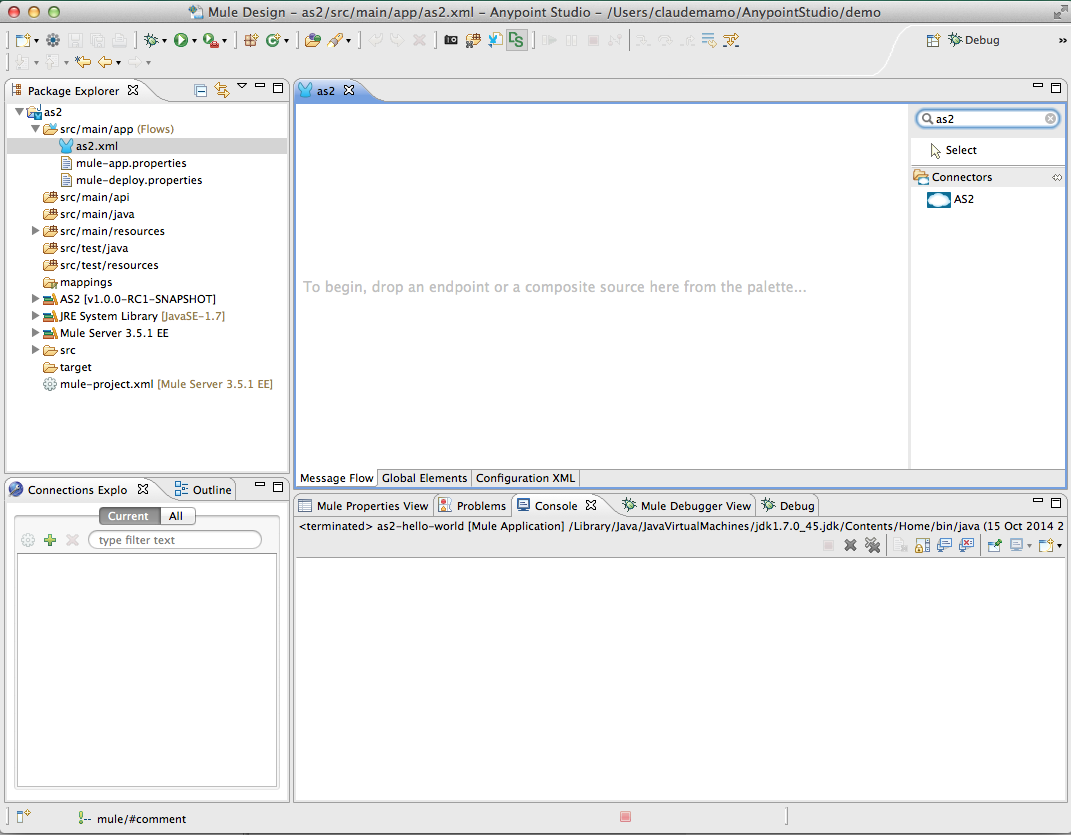 Mule Design – as2/src/main/app/as2.xml – Anypoint Studio – /Users/claudemamo/AnypointStudio/demo
DS
Debug
»
Package Explorer
as2
src/main/app (Flows)
as2.xml
mule-app.properties
mule-deploy.properties
src/main/api
src/main/java
src/main/resources
src/test/java
src/test/resources
mappings
AS2 [v1.0.0-RC1-SNAPSHOT]
JRE System Library [JavaSE-1.7]
Mule Server 3.5.1 EE
src
target
mule-project.xml [Mule Server 3.5.1 EE]
as2
To begin, drop an endpoint or a composite source here from the palette...
as2
Select
Connectors
AS2
Message Flow Global Elements Configuration XML
Connections Explo Outline
Current All
type filter text
Mule Properties View Problems Console Mule Debugger View Debug
<terminated> as2-hello-world [Mule Application] /Library/Java/JavaVirtualMachines/jdk1.7.0_45.jdk/Contents/Home/bin/java (15 Oct 2014 2
mule/#comment